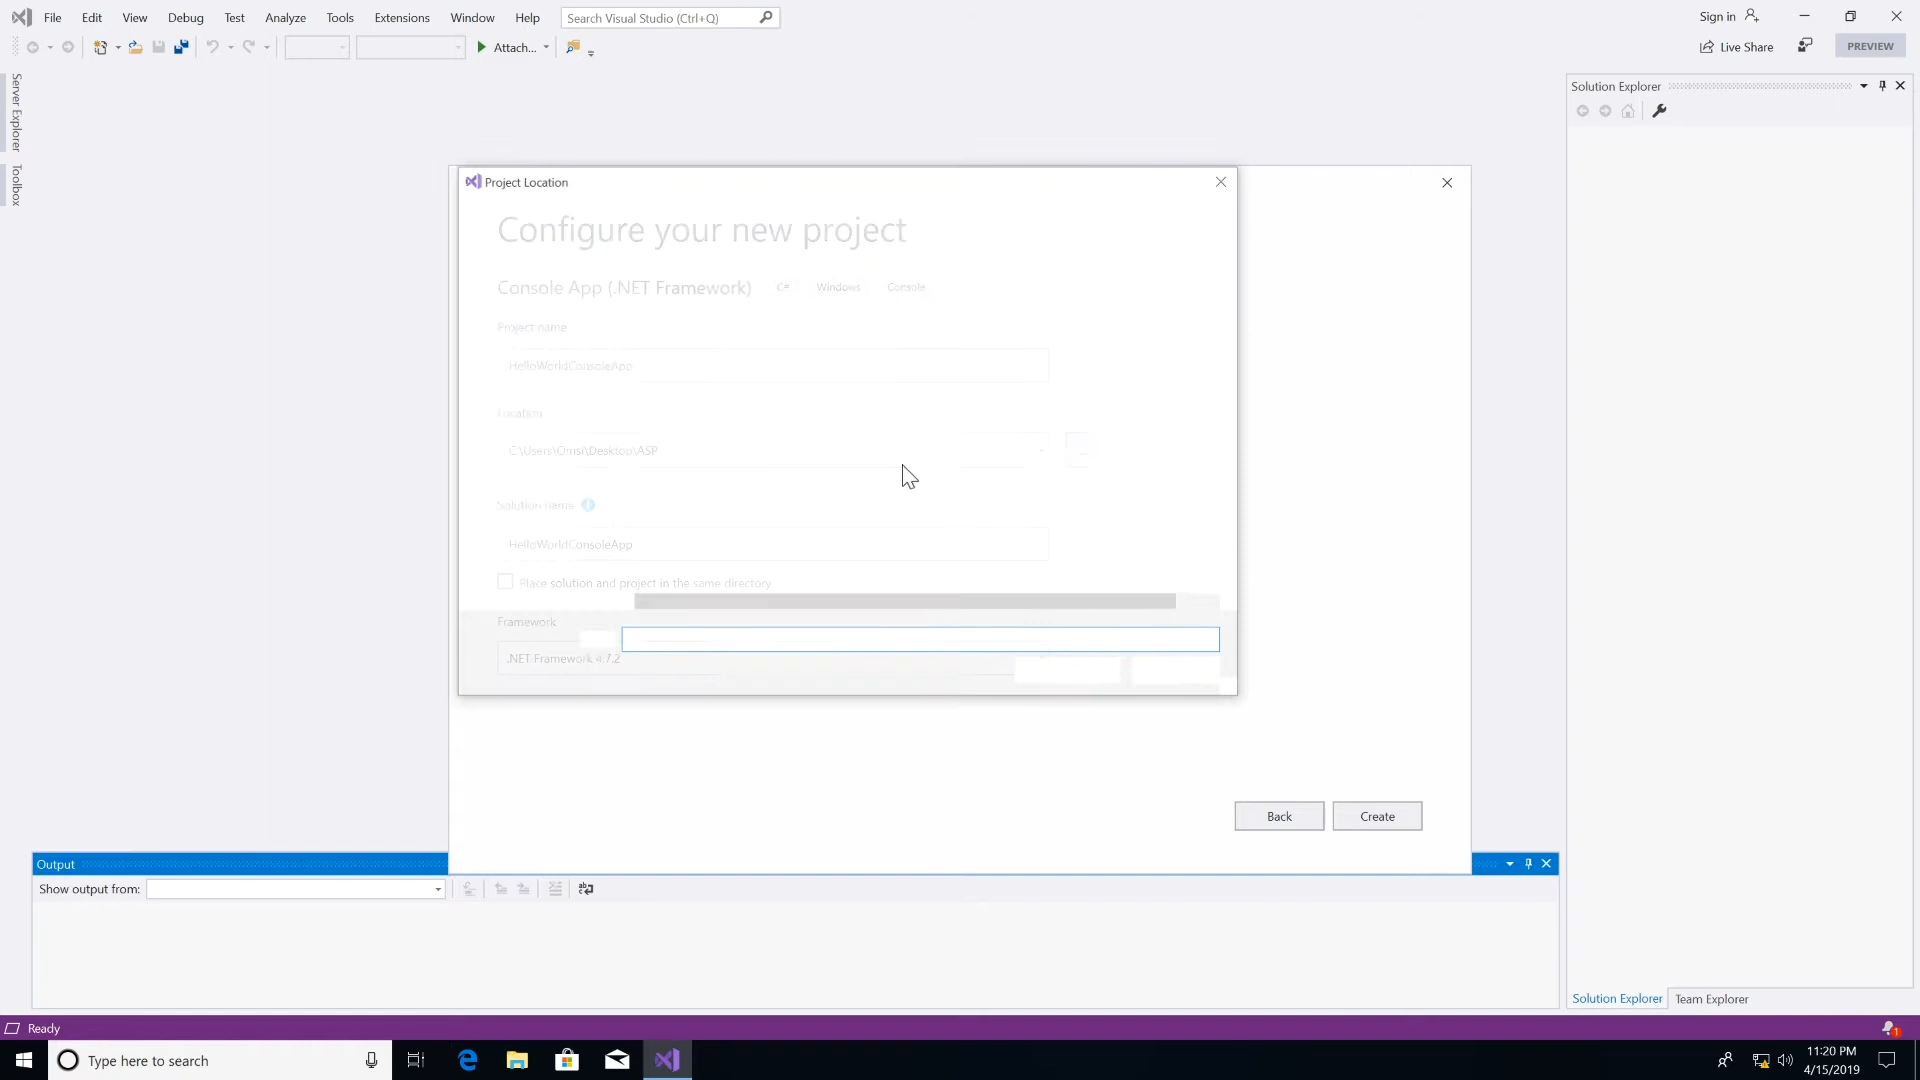 File Edit View Debug Test Analyze Tools Extensions Window Help Search Visual Studio (Ctrl+Q) Sign in
Attach... Live Share PREVIEW
Server Explorer
Toolbox
Solution Explorer
Project Location
Configure your new project
Console App (.NET Framework) C# Windows Console
Project name
HelloWorldConsoleApp
Location
C:\Users\Omsi\Desktop\ASP
...
Solution name
HelloWorldConsoleApp
Place solution and project in the same directory
Framework
.NET Framework 4.7.2
Back Create
Output
Show output from:
Solution Explorer Team Explorer
Ready
1
Type here to search
11:20 PM
4/15/2019